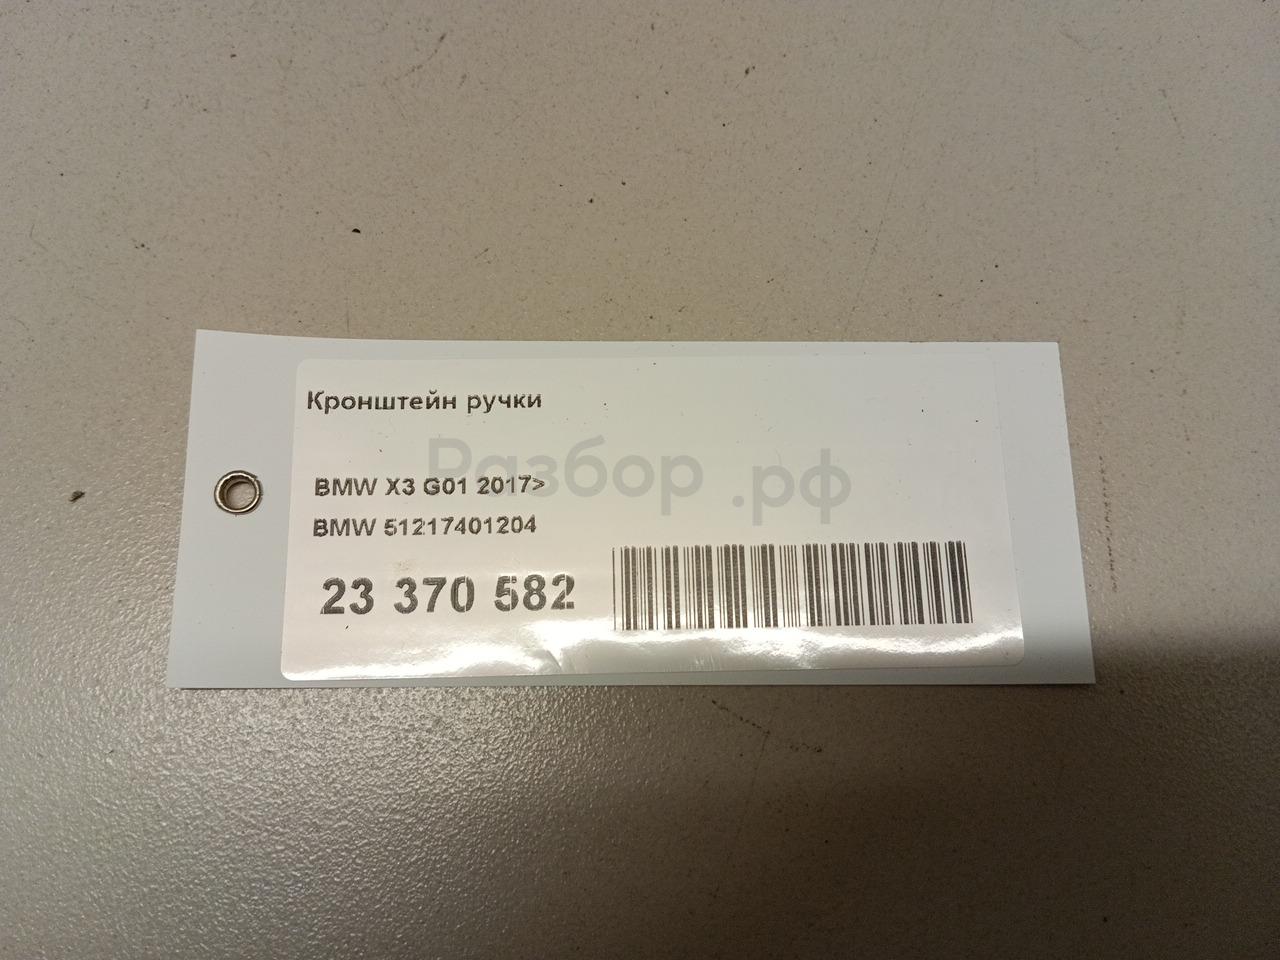 Кронштейн ручки
Разбор.рф
BMW X3 G01 2017>
BMW 51217401204
23 370 582